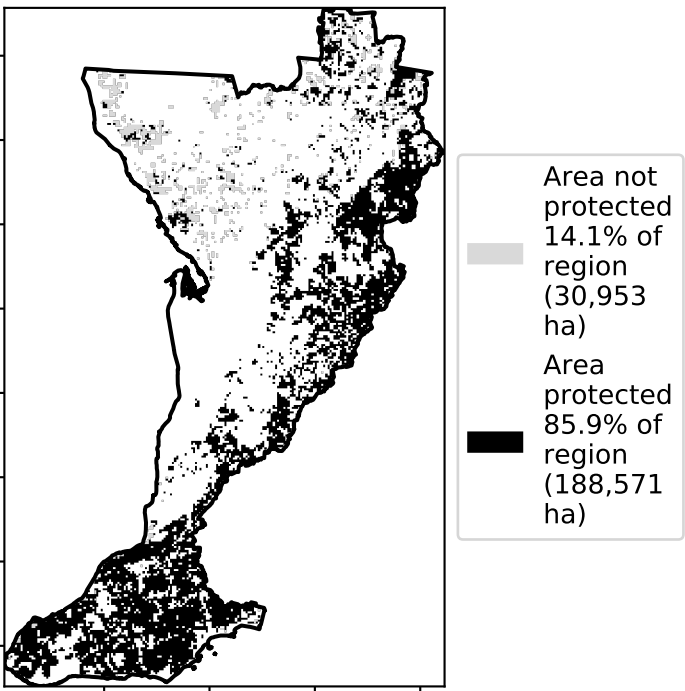 Area not
protected
14.1% of
region
(30,953
ha)
Area
protected
85.9% of
region
(188,571
ha)